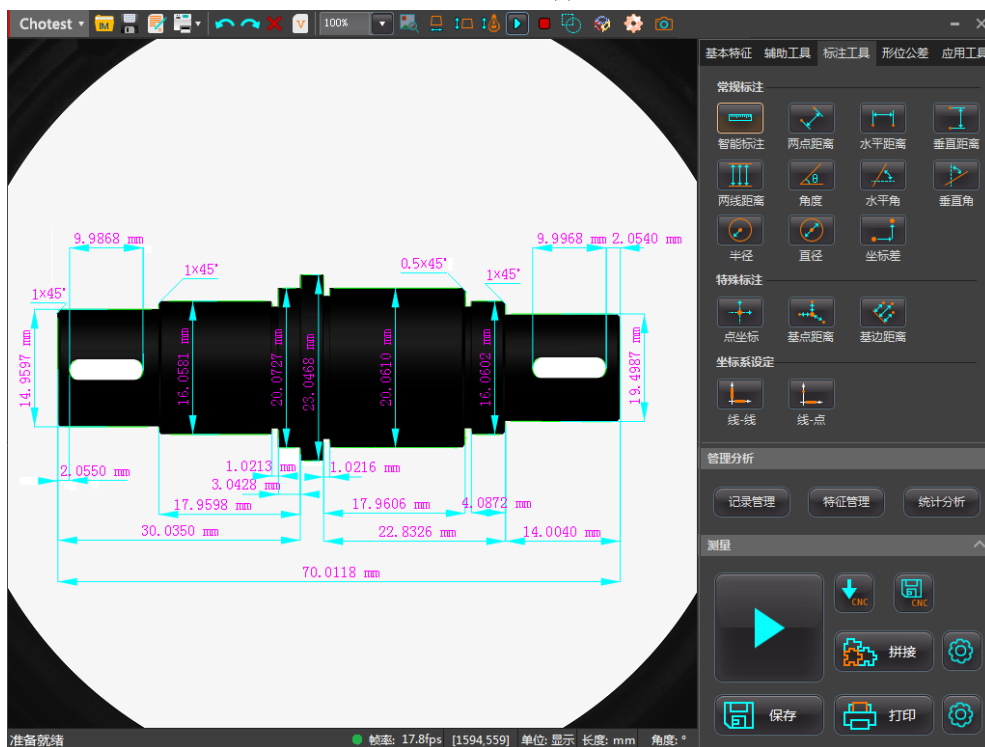 Chotest
IM
V
100%
基本特征 辅助工具 标注工具 形位公差 应用工具
常规标注
智能标注 两点距离 水平距离 垂直距离
θ
两线距离 角度 水平角 垂直角
半径 直径 坐标差
特殊标注
点坐标 基点距离 基边距离
坐标系设定
线-线 线-点
管理分析
记录管理 特征管理 统计分析
测量
CNC CNC
拼接
保存 打印
9.9868 mm
9.9968 mm 2.0540 mm
1×45°
0.5×45°
1×45°
1×45°
14.9597 mm
16.0581 mm
20.0727 mm
23.0468 mm
20.0610 mm
16.0602 mm
19.4987 mm
2.0550 mm
1.0213 mm
1.0216 mm
3.0428 mm
17.9598 mm
17.9606 mm
4.0872 mm
30.0350 mm
22.8326 mm
14.0040 mm
70.0118 mm
准备就绪 帧率: 17.8fps [1594,559] 单位: 显示 长度: mm 角度: °